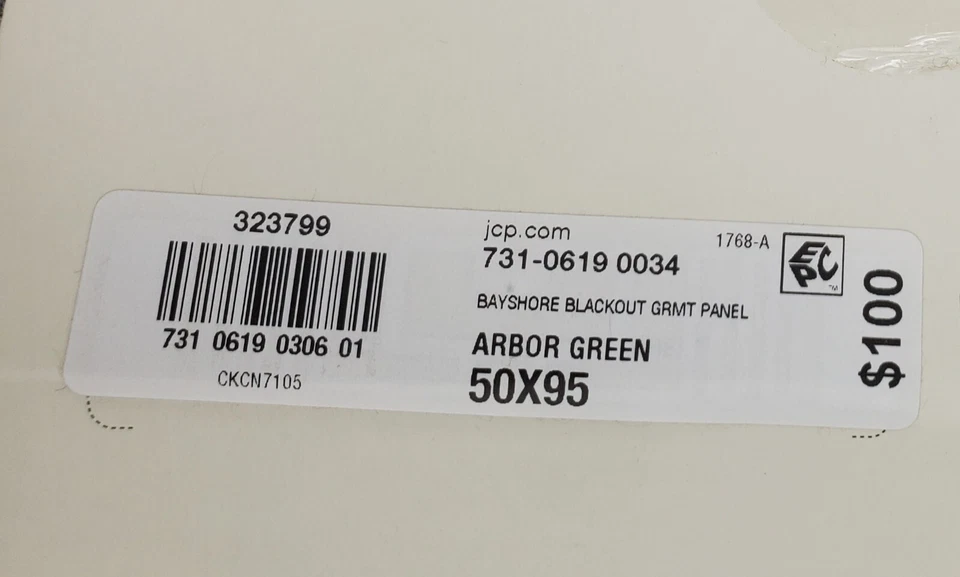 323799
731 0619 0306 01
CKCN7105
jcp.com
1768-A
EPC
TM
731-0619 0034
BAYSHORE BLACKOUT GRMT PANEL
ARBOR GREEN
50X95
$100